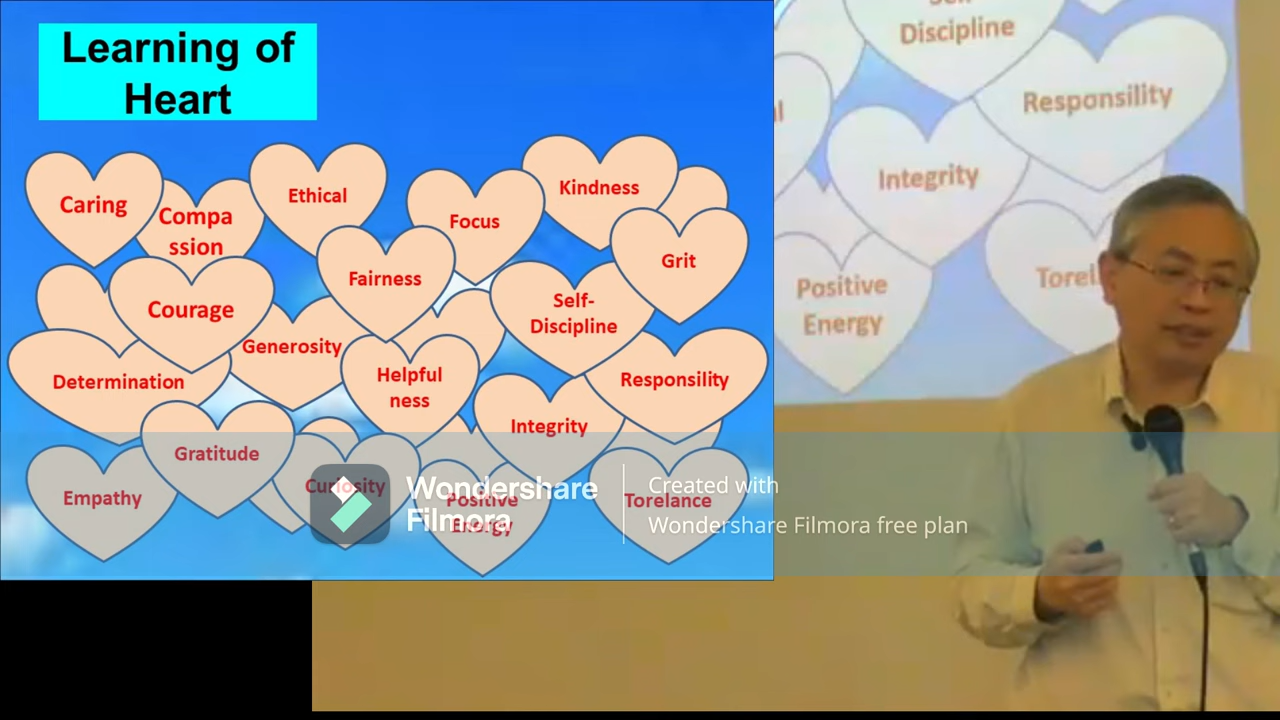 Learning of
Heart
Caring
Compa
ssion
Ethical
Focus
Kindness
Grit
Fairness
Courage
Self-
Discipline
Generosity
Determination
Helpful
ness
Responsility
Integrity
Gratitude
Empathy
Curiosity
Positive
Energy
Torelance
Wondershare
Filmora
Created with
Wondershare Filmora free plan
Discipline
Responsility
Integrity
Positive
Energy